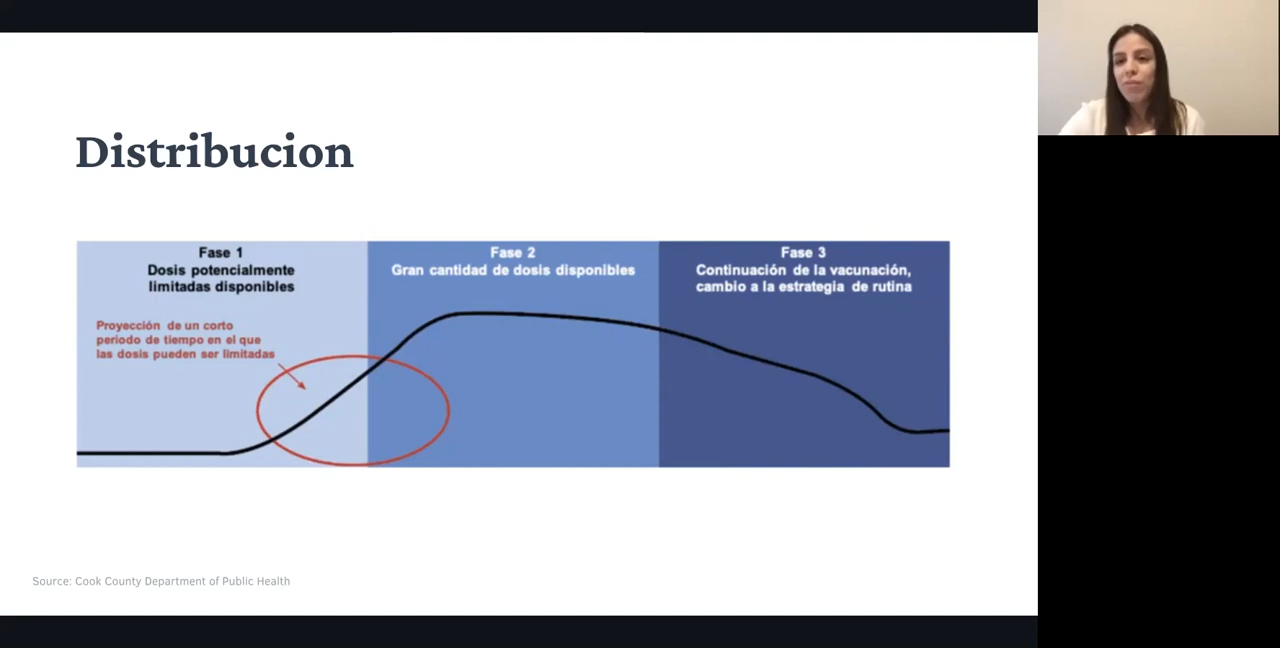 Distribucion
Fase 1
Dosis potencialmente
limitadas disponibles
Proyección de un corto
periodo de tiempo en el que
las dosis pueden ser limitadas
Fase 2
Gran cantidad de dosis disponibles
Fase 3
Continuación de la vacunación,
cambio a la estrategia de rutina
Source: Cook County Department of Public Health